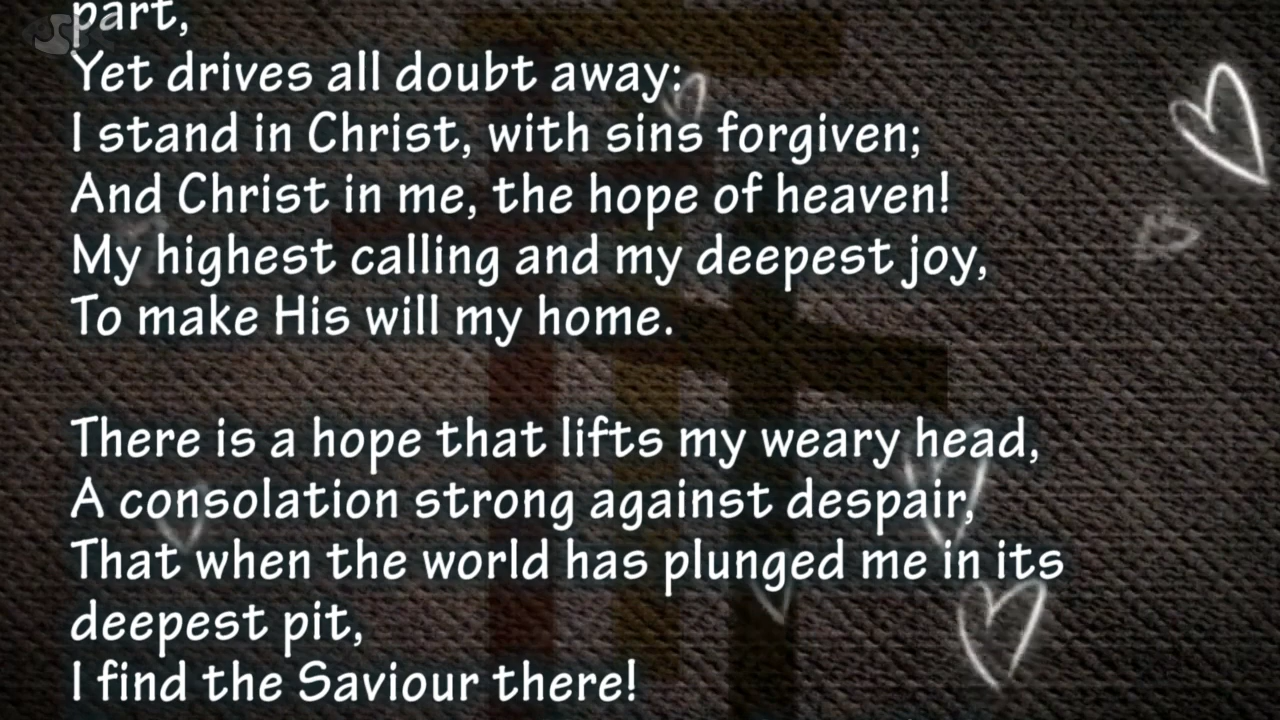 part,
Yet drives all doubt away:
I stand in Christ, with sins forgiven;
And Christ in me, the hope of heaven!
My highest calling and my deepest joy,
To make His will my home.
There is a hope that lifts my weary head,
A consolation strong against despair,
That when the world has plunged me in its
deepest pit,
I find the Saviour there!